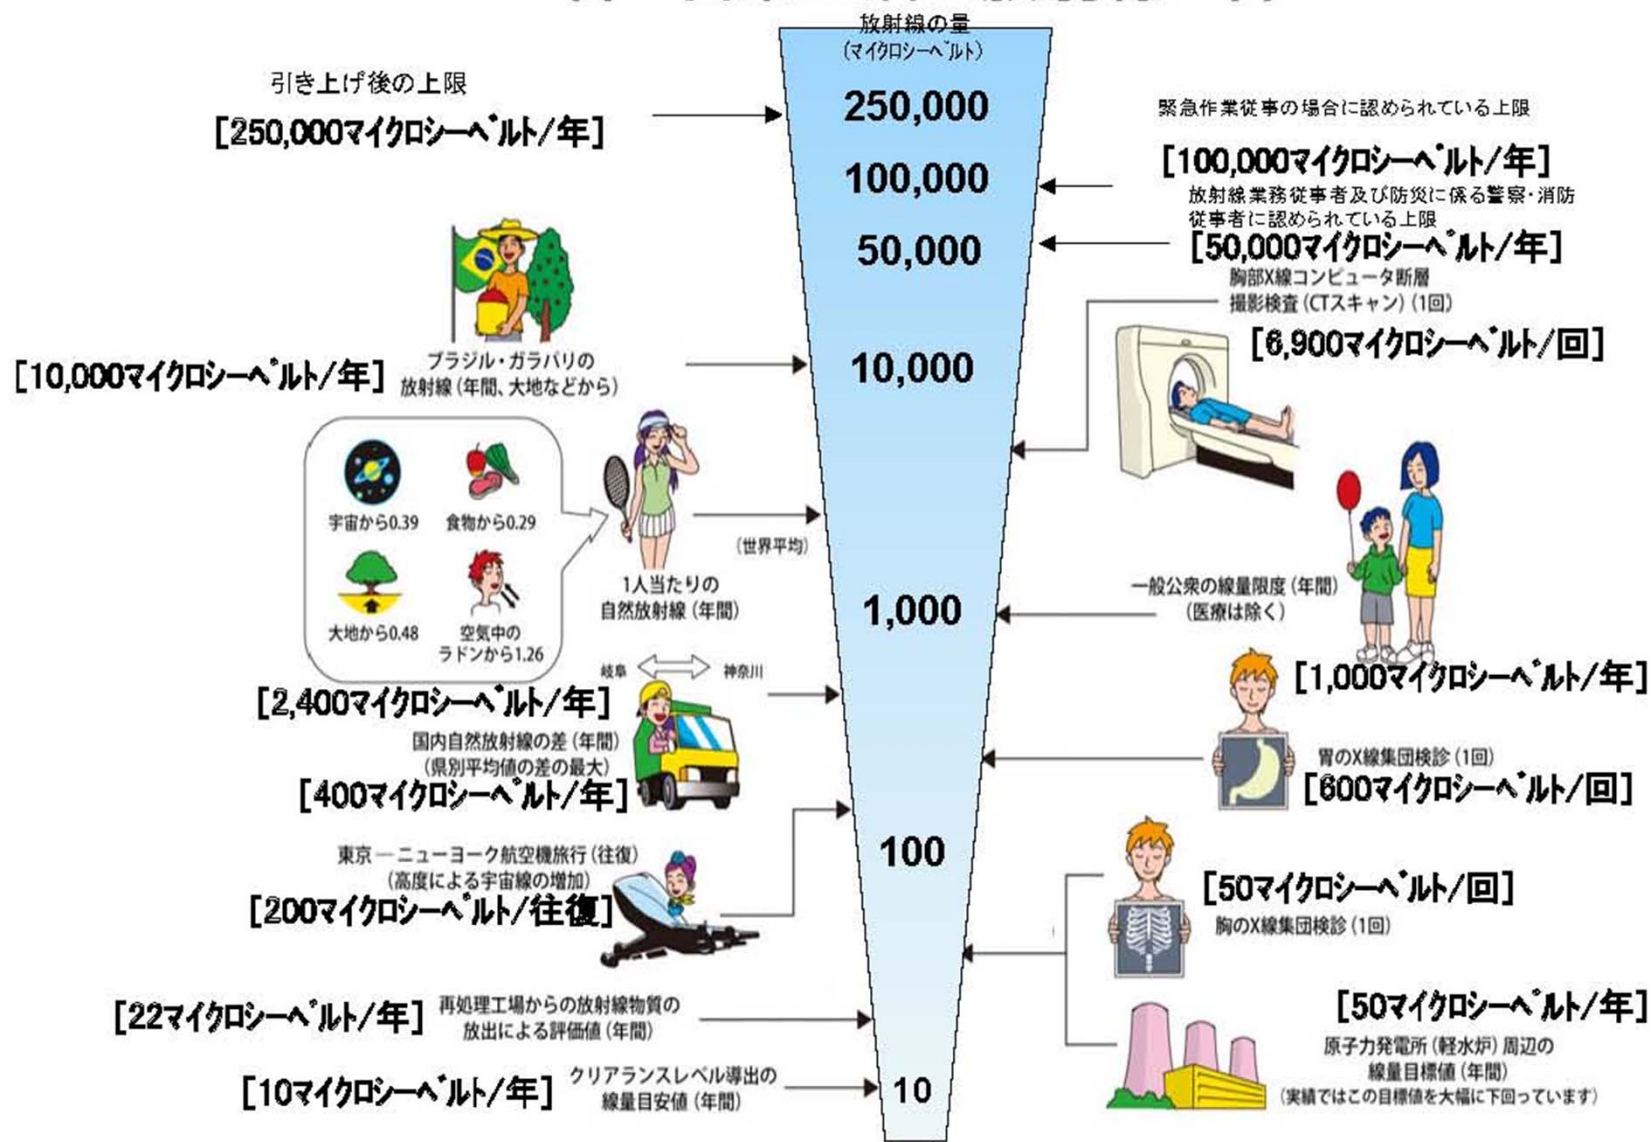 放射線の量
(マイクロシーベルト)
250,000
100,000
50,000
10,000
1,000
100
10
引き上げ後の上限
[250,000マイクロシーベルト/年]
[10,000マイクロシーベルト/年]
ブラジル・ガラパリの
放射線(年間、大地などから)
宇宙から0.39
食物から0.29
大地から0.48
空気中の
ラドンから1.26
(世界平均)
1人当たりの
自然放射線(年間)
[2,400マイクロシーベルト/年]
岐阜
神奈川
国内自然放射線の差(年間)
(県別平均値の差の最大)
[400マイクロシーベルト/年]
東京―ニューヨーク航空機旅行(往復)
(高度による宇宙線の増加)
[200マイクロシーベルト/往復]
[22マイクロシーベルト/年]
再処理工場からの放射線物質の
放出による評価値(年間)
[10マイクロシーベルト/年]
クリアランスレベル導出の
線量目安値(年間)
緊急作業従事の場合に認められている上限
[100,000マイクロシーベルト/年]
放射線業務従事者及び防災に係る警察・消防
従事者に認められている上限
[50,000マイクロシーベルト/年]
胸部X線コンピュータ断層
撮影検査(CTスキャン)(1回)
[6,900マイクロシーベルト/回]
一般公衆の線量限度(年間)
(医療は除く)
[1,000マイクロシーベルト/年]
胃のX線集団検診(1回)
[600マイクロシーベルト/回]
[50マイクロシーベルト/回]
胸のX線集団検診(1回)
[50マイクロシーベルト/年]
原子力発電所(軽水炉)周辺の
線量目標値(年間)
(実績ではこの目標値を大幅に下回っています)